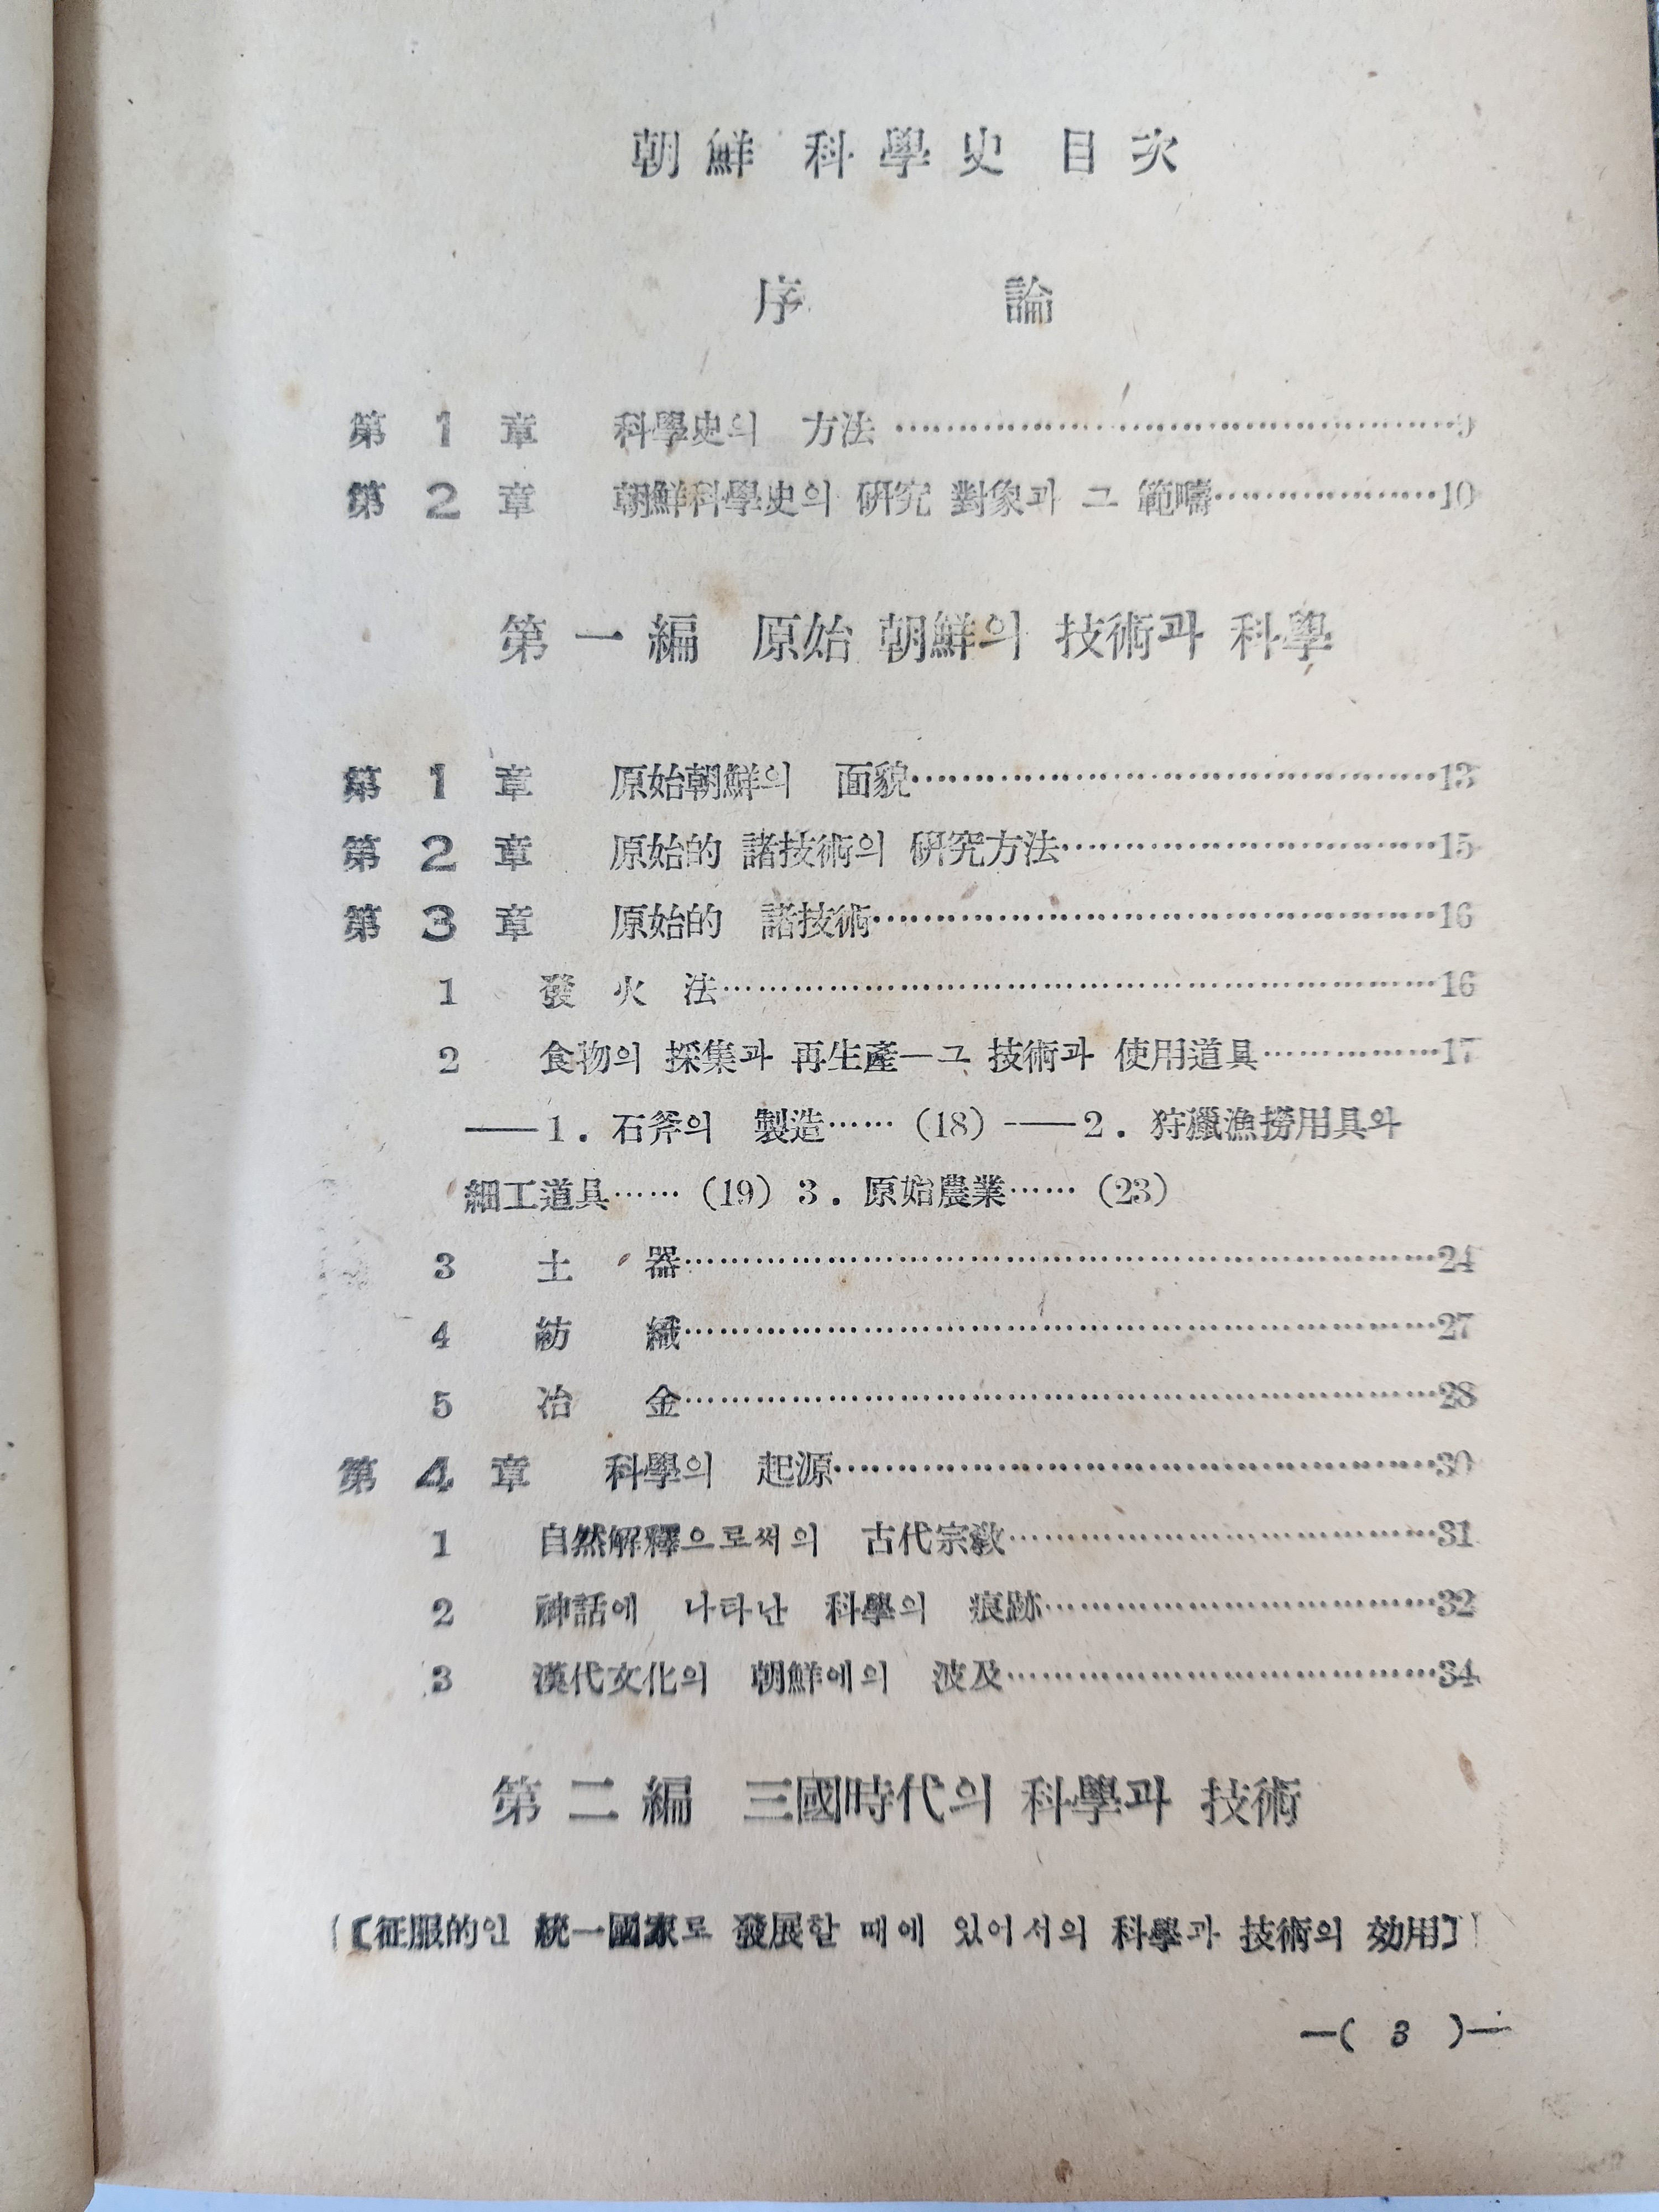 朝鮮 科學史 目次
序 論
第 1 章 科學史의 方法 ……………………………………9
第 2 章 朝鮮科學史의 硏究 對象과 그 範疇………………10
第一編 原始 朝鮮의 技術과 科學
第 1 章 原始朝鮮의 面貌……………………………………13
第 2 章 原始的 諸技術의 硏究方法…………………………15
第 3 章 原始的 諸技術………………………………………16
1 發火法…………………………………………………16
2 食物의 採集과 再生產—그 技術과 使用道具……………17
——1. 石斧의 製造…… (18) ——2. 狩獵漁撈用具와
細工道具…… (19) 3. 原始農業…… (23)
3 土 器……………………………………………………24
4 紡 織……………………………………………………27
5 冶 金……………………………………………………28
第 4 章 科學의 起源…………………………………………30
1 自然解釋으로써의 古代宗敎……………………………31
2 神話에 나타난 科學의 痕跡……………………………32
3 漢代文化의 朝鮮에의 波及……………………………34
第二編 三國時代의 科學과 技術
〔征服的인 統一國家로 發展할 때에 있어서의 科學과 技術의 効用〕
—( 3 )—